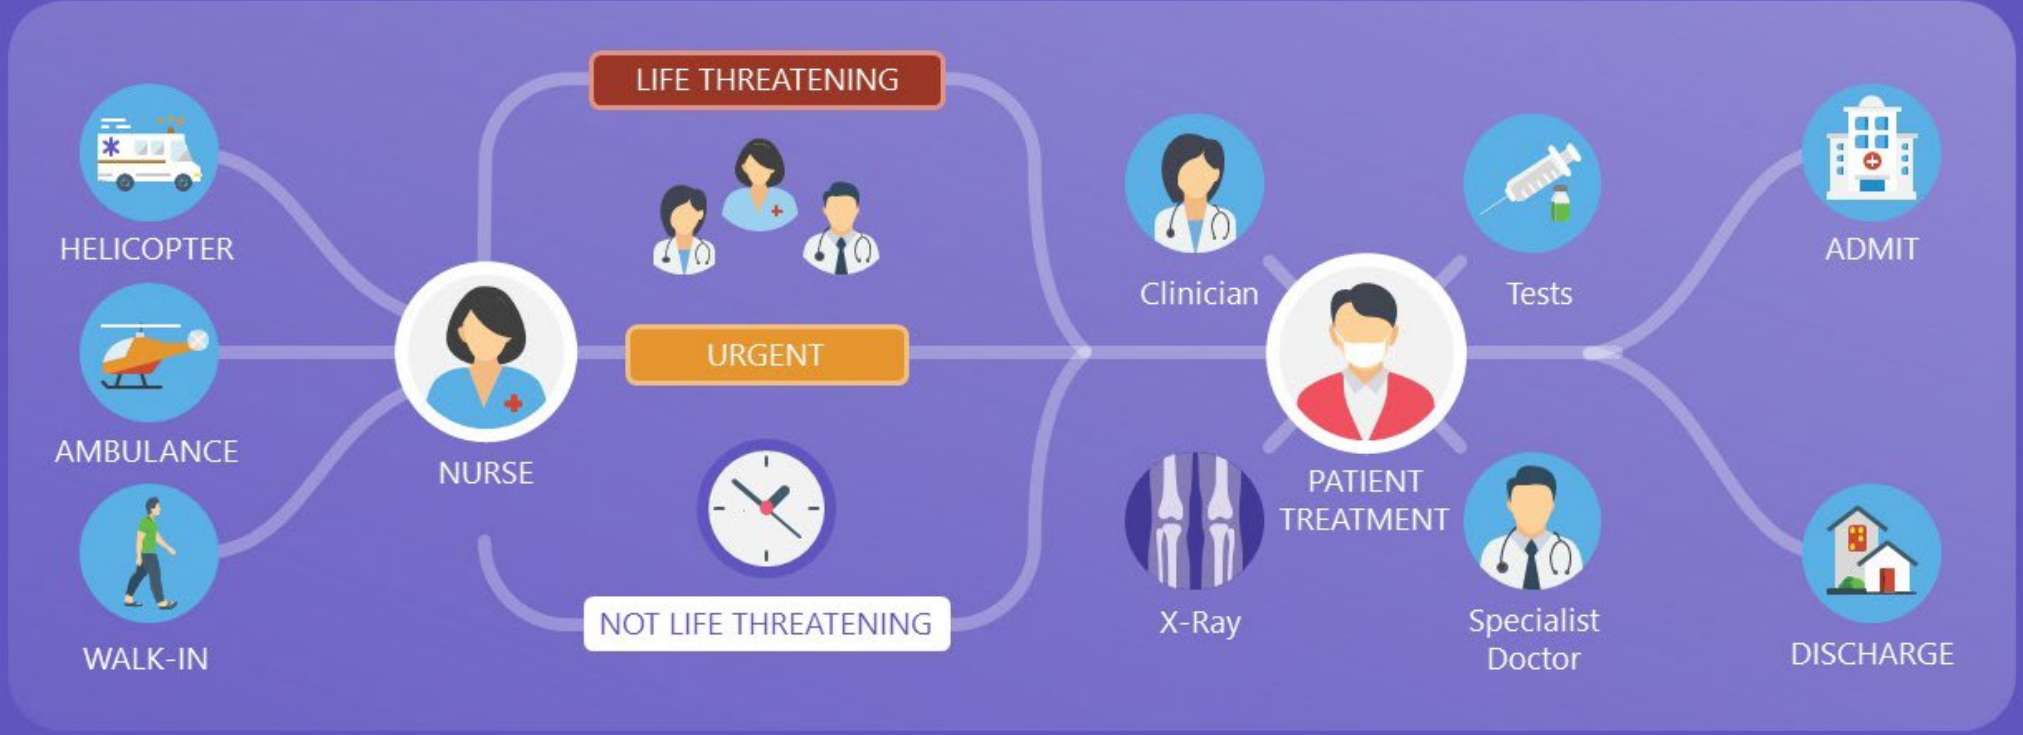 HELICOPTER
AMBULANCE
WALK-IN
NURSE
LIFE THREATENING
URGENT
NOT LIFE THREATENING
Clinician
Tests
X-Ray
PATIENT
TREATMENT
Specialist
Doctor
ADMIT
DISCHARGE